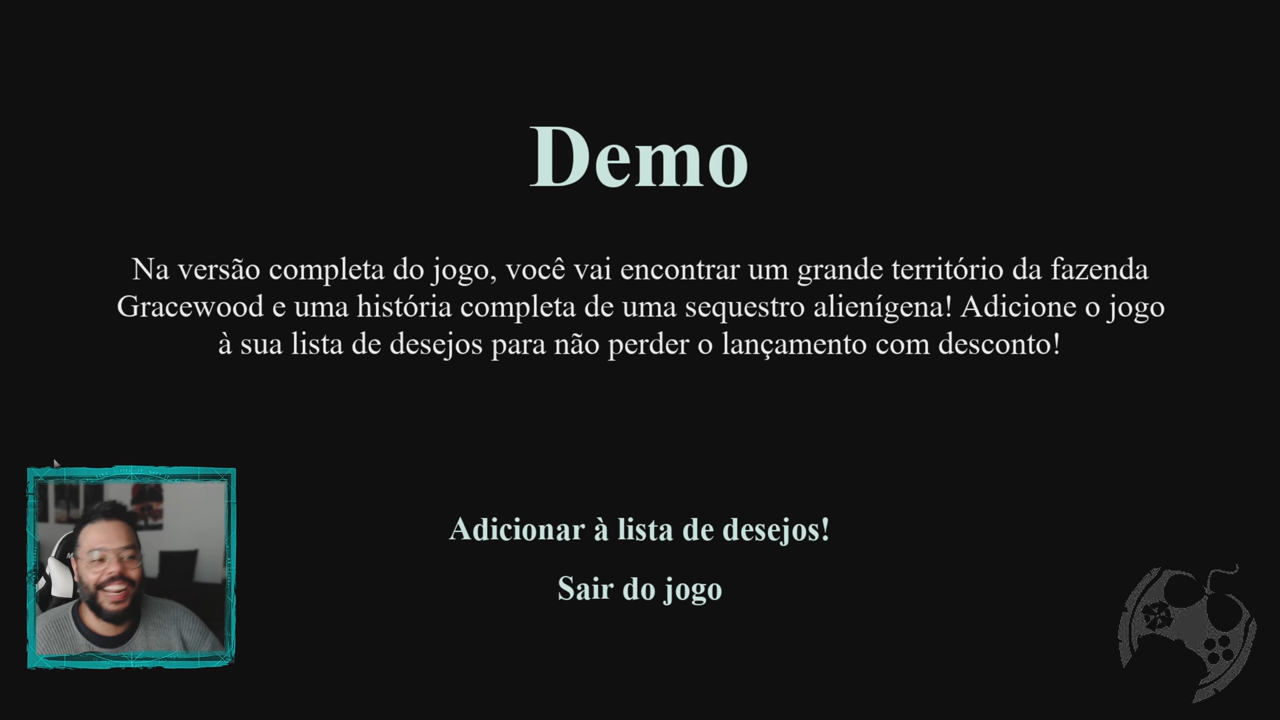 Demo
Na versão completa do jogo, você vai encontrar um grande território da fazenda
Gracewood e uma história completa de uma sequestro alienígena! Adicione o jogo
à sua lista de desejos para não perder o lançamento com desconto!
Adicionar à lista de desejos!
Sair do jogo